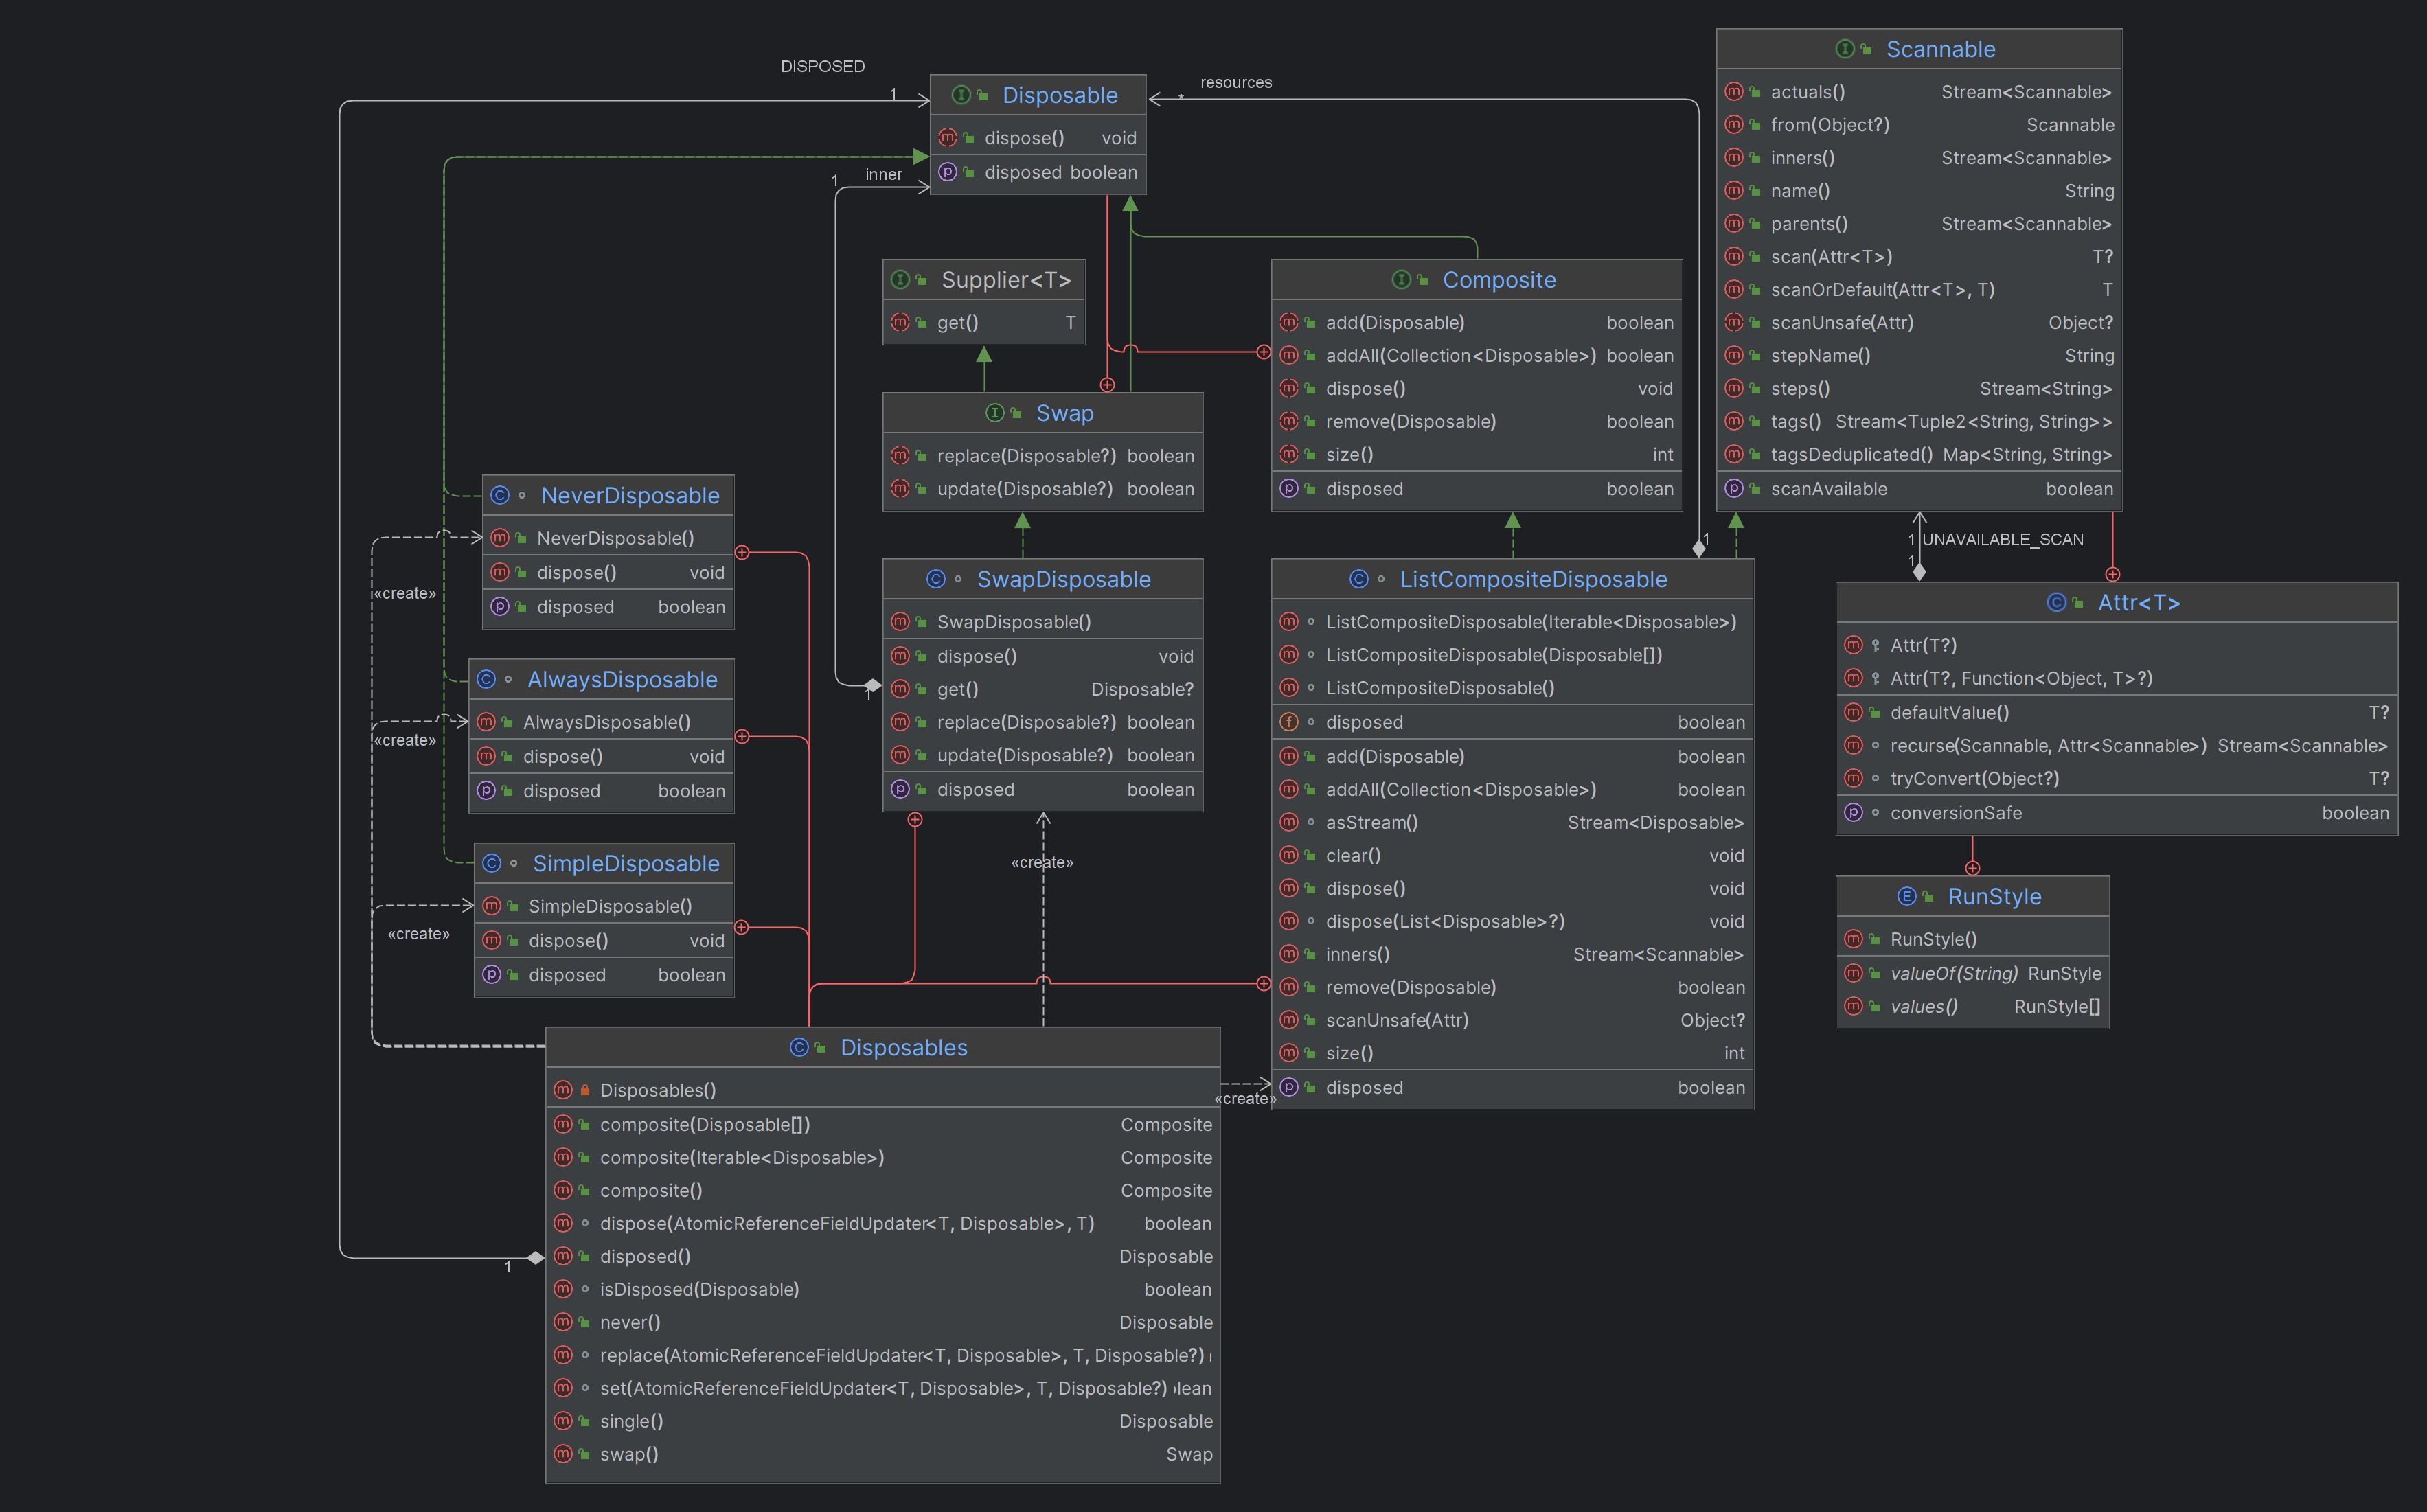 DISPOSED
1
Disposable
dispose() void
disposed boolean
resources
*
1
inner
1
1
Supplier<T>
get() T
Swap
replace(Disposable?) boolean
update(Disposable?) boolean
Composite
add(Disposable) boolean
addAll(Collection<Disposable>) boolean
dispose() void
remove(Disposable) boolean
size() int
disposed boolean
Scannable
actuals() Stream<Scannable>
from(Object?) Scannable
inners() Stream<Scannable>
name() String
parents() Stream<Scannable>
scan(Attr<T>) T?
scanOrDefault(Attr<T>, T) T
scanUnsafe(Attr) Object?
stepName() String
steps() Stream<String>
tags() Stream<Tuple2<String, String>>
tagsDeduplicated() Map<String, String>
scanAvailable boolean
1 UNAVAILABLE_SCAN
1
NeverDisposable
NeverDisposable()
dispose() void
disposed boolean
«create»
AlwaysDisposable
AlwaysDisposable()
dispose() void
disposed boolean
«create»
SimpleDisposable
SimpleDisposable()
dispose() void
disposed boolean
«create»
SwapDisposable
SwapDisposable()
dispose() void
get() Disposable?
replace(Disposable?) boolean
update(Disposable?) boolean
disposed boolean
«create»
ListCompositeDisposable
ListCompositeDisposable(Iterable<Disposable>)
ListCompositeDisposable(Disposable[])
ListCompositeDisposable()
disposed boolean
add(Disposable) boolean
addAll(Collection<Disposable>) boolean
asStream() Stream<Disposable>
clear() void
dispose() void
dispose(List<Disposable>?) void
inners() Stream<Scannable>
remove(Disposable) boolean
scanUnsafe(Attr) Object?
size() int
disposed boolean
«create»
Attr<T>
Attr(T?)
Attr(T?, Function<Object, T>?)
defaultValue() T?
recurse(Scannable, Attr<Scannable>) Stream<Scannable>
tryConvert(Object?) T?
conversionSafe boolean
RunStyle
RunStyle()
valueOf(String) RunStyle
values() RunStyle[]
1
Disposables
Disposables()
composite(Disposable[]) Composite
composite(Iterable<Disposable>) Composite
composite() Composite
dispose(AtomicReferenceFieldUpdater<T, Disposable>, T) boolean
disposed() Disposable
isDisposed(Disposable) boolean
never() Disposable
replace(AtomicReferenceFieldUpdater<T, Disposable>, T, Disposable?)
set(AtomicReferenceFieldUpdater<T, Disposable>, T, Disposable?) lean
single() Disposable
swap() Swap